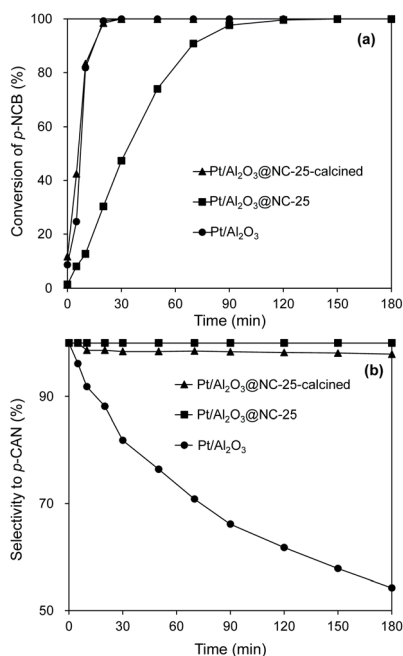 (a)
Conversion of p-NCB (%)
100
80
60
40
20
0
Pt/Al₂O₃@NC-25-calcined
Pt/Al₂O₃@NC-25
Pt/Al₂O₃
0 30 60 90 120 150 180
Time (min)
(b)
Selectivity to p-CAN (%)
90
70
50
Pt/Al₂O₃@NC-25-calcined
Pt/Al₂O₃@NC-25
Pt/Al₂O₃
0 30 60 90 120 150 180
Time (min)